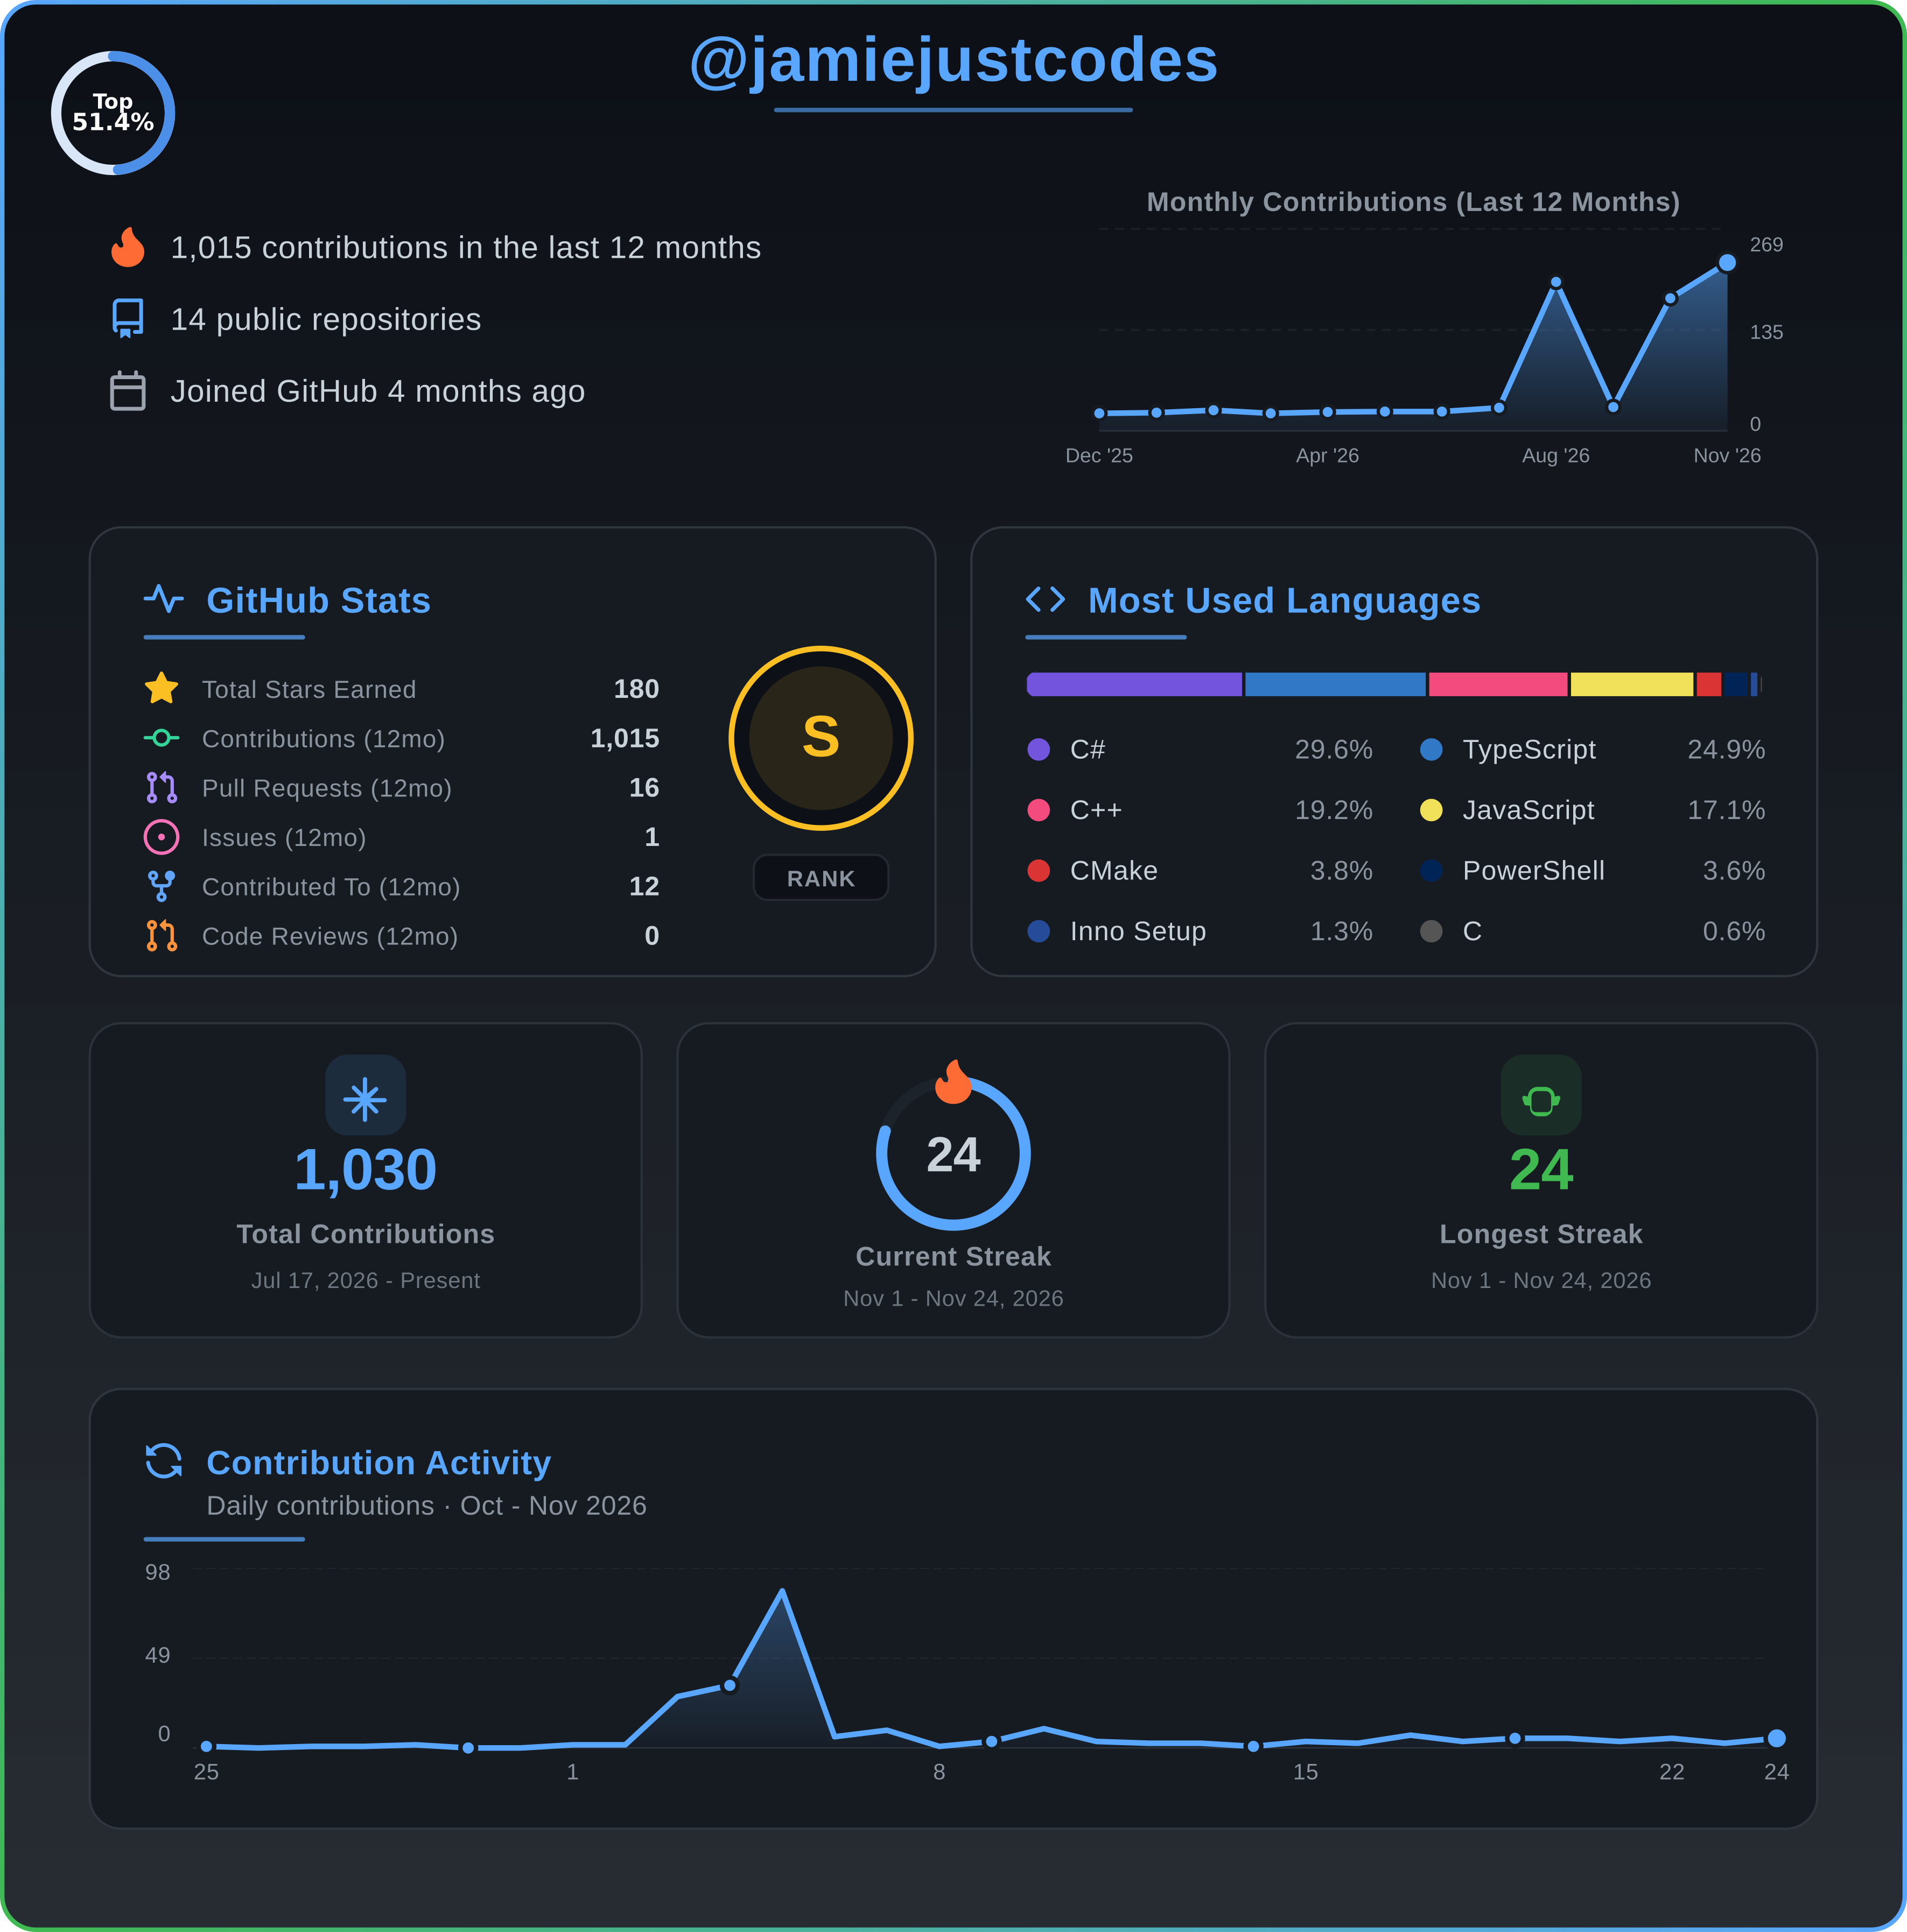 @jamiejustcodes
Top
51.4%
1,015 contributions in the last 12 months
14 public repositories
Joined GitHub 4 months ago
Monthly Contributions (Last 12 Months)
269
135
0
Dec '25 Apr '26 Aug '26 Nov '26
GitHub Stats
Total Stars Earned 180
Contributions (12mo) 1,015
Pull Requests (12mo) 16
Issues (12mo) 1
Contributed To (12mo) 12
Code Reviews (12mo) 0
S
RANK
Most Used Languages
C# 29.6% TypeScript 24.9%
C++ 19.2% JavaScript 17.1%
CMake 3.8% PowerShell 3.6%
Inno Setup 1.3% C 0.6%
1,030
Total Contributions
Jul 17, 2026 - Present
24
Current Streak
Nov 1 - Nov 24, 2026
24
Longest Streak
Nov 1 - Nov 24, 2026
Contribution Activity
Daily contributions · Oct - Nov 2026
98
49
0
25 1 8 15 22 24